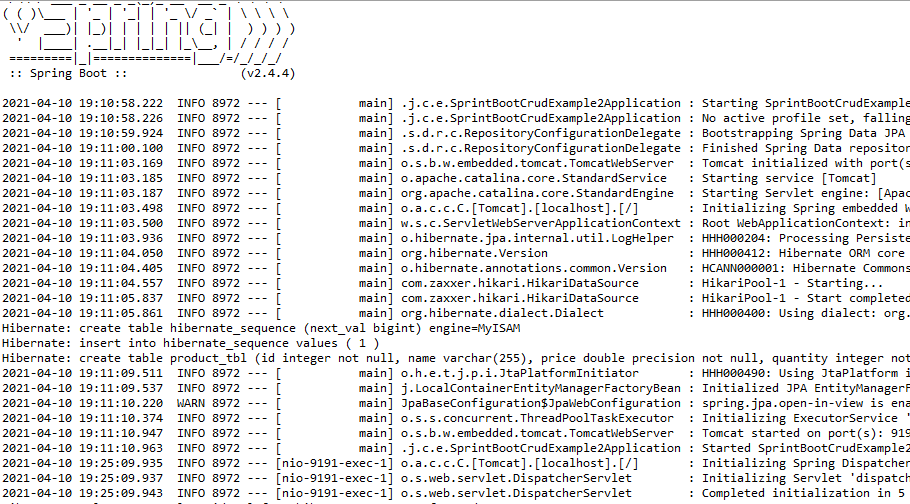 :: Spring Boot ::                (v2.4.4)
2021-04-10 19:10:58.222  INFO 8972 --- [           main] .j.c.e.SprintBootCrudExample2Application : Starting SprintBootCrudExample
2021-04-10 19:10:58.226  INFO 8972 --- [           main] .j.c.e.SprintBootCrudExample2Application : No active profile set, falling
2021-04-10 19:10:59.924  INFO 8972 --- [           main] .s.d.r.c.RepositoryConfigurationDelegate : Bootstrapping Spring Data JPA
2021-04-10 19:11:00.100  INFO 8972 --- [           main] .s.d.r.c.RepositoryConfigurationDelegate : Finished Spring Data repositor
2021-04-10 19:11:03.169  INFO 8972 --- [           main] o.s.b.w.embedded.tomcat.TomcatWebServer  : Tomcat initialized with port(s
2021-04-10 19:11:03.185  INFO 8972 --- [           main] o.apache.catalina.core.StandardService   : Starting service [Tomcat]
2021-04-10 19:11:03.187  INFO 8972 --- [           main] org.apache.catalina.core.StandardEngine  : Starting Servlet engine: [Apac
2021-04-10 19:11:03.498  INFO 8972 --- [           main] o.a.c.c.C.[Tomcat].[localhost].[/]       : Initializing Spring embedded W
2021-04-10 19:11:03.500  INFO 8972 --- [           main] w.s.c.ServletWebServerApplicationContext : Root WebApplicationContext: in
2021-04-10 19:11:03.936  INFO 8972 --- [           main] o.hibernate.jpa.internal.util.LogHelper  : HHH000204: Processing Persiste
2021-04-10 19:11:04.050  INFO 8972 --- [           main] org.hibernate.Version                    : HHH000412: Hibernate ORM core
2021-04-10 19:11:04.405  INFO 8972 --- [           main] o.hibernate.annotations.common.Version   : HCANN000001: Hibernate Commons
2021-04-10 19:11:04.557  INFO 8972 --- [           main] com.zaxxer.hikari.HikariDataSource       : HikariPool-1 - Starting...
2021-04-10 19:11:05.837  INFO 8972 --- [           main] com.zaxxer.hikari.HikariDataSource       : HikariPool-1 - Start completed
2021-04-10 19:11:05.861  INFO 8972 --- [           main] org.hibernate.dialect.Dialect            : HHH000400: Using dialect: org.
Hibernate: create table hibernate_sequence (next_val bigint) engine=MyISAM
Hibernate: insert into hibernate_sequence values ( 1 )
Hibernate: create table product_tbl (id integer not null, name varchar(255), price double precision not null, quantity integer not
2021-04-10 19:11:09.511  INFO 8972 --- [           main] o.h.e.t.j.p.i.JtaPlatformInitiator       : HHH000490: Using JtaPlatform i
2021-04-10 19:11:09.537  INFO 8972 --- [           main] j.LocalContainerEntityManagerFactoryBean : Initialized JPA EntityManagerF
2021-04-10 19:11:10.220  WARN 8972 --- [           main] JpaBaseConfiguration$JpaWebConfiguration : spring.jpa.open-in-view is ena
2021-04-10 19:11:10.374  INFO 8972 --- [           main] o.s.s.concurrent.ThreadPoolTaskExecutor  : Initializing ExecutorService '
2021-04-10 19:11:10.947  INFO 8972 --- [           main] o.s.b.w.embedded.tomcat.TomcatWebServer  : Tomcat started on port(s): 919
2021-04-10 19:11:10.963  INFO 8972 --- [           main] .j.c.e.SprintBootCrudExample2Application : Started SprintBootCrudExample2
2021-04-10 19:25:09.935  INFO 8972 --- [nio-9191-exec-1] o.a.c.c.C.[Tomcat].[localhost].[/]       : Initializing Spring Dispatcher
2021-04-10 19:25:09.937  INFO 8972 --- [nio-9191-exec-1] o.s.web.servlet.DispatcherServlet        : Initializing Servlet 'dispatch
2021-04-10 19:25:09.943  INFO 8972 --- [nio-9191-exec-1] o.s.web.servlet.DispatcherServlet        : Completed initialization in 5